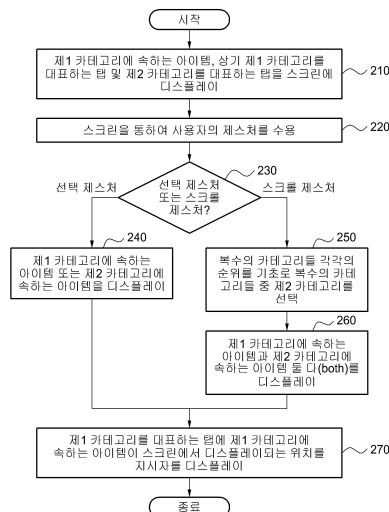 시작
제1 카테고리에 속하는 아이템, 상기 제1 카테고리를
대표하는 탭 및 제2 카테고리를 대표하는 탭을 스크린에
디스플레이
210
스크린을 통하여 사용자의 제스처를 수용
220
230
선택 제스처
선택 제스처
또는 스크롤
제스처?
스크롤 제스처
240
제1 카테고리에 속하는
아이템 또는 제2 카테고리에
속하는 아이템을 디스플레이
250
복수의 카테고리들 각각의
순위를 기초로 복수의 카테
고리들 중 제2 카테고리를
선택
260
제1 카테고리에 속하는
아이템과 제2 카테고리에
속하는 아이템 둘 다(both)를
디스플레이
제1 카테고리를 대표하는 탭에 제1 카테고리에
속하는 아이템이 스크린에서 디스플레이되는 위치를
지시자를 디스플레이
270
종료